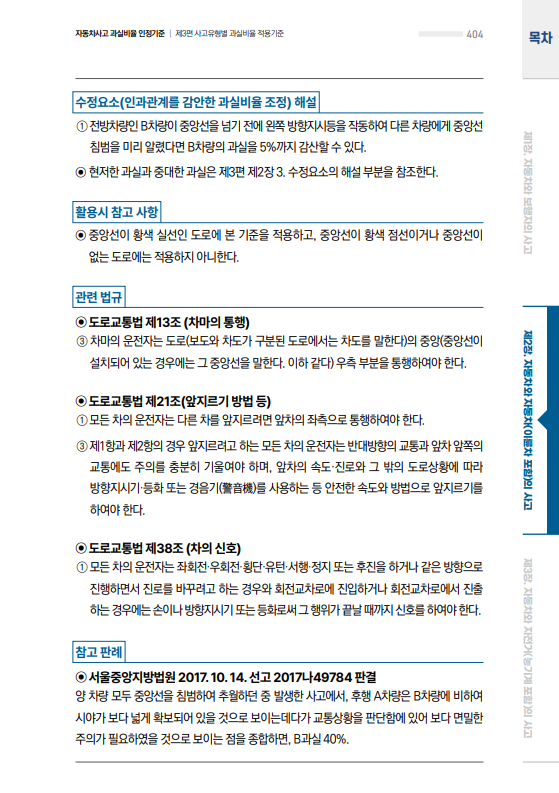 자동차사고 과실비율 인정기준 | 제3편 사고유형별 과실비율 적용기준
404
목차
수정요소(인과관계를 감안한 과실비율 조정) 해설
① 전방차량인 B차량이 중앙선을 넘기 전에 왼쪽 방향지시등을 작동하여 다른 차량에게 중앙선
침범을 미리 알렸다면 B차량의 과실을 5%까지 감산할 수 있다.
◉ 현저한 과실과 중대한 과실은 제3편 제2장 3. 수정요소의 해설 부분을 참조한다.
활용시 참고 사항
◉ 중앙선이 황색 실선인 도로에 본 기준을 적용하고, 중앙선이 황색 점선이거나 중앙선이
없는 도로에는 적용하지 아니한다.
관련 법규
◉ 도로교통법 제13조 (차마의 통행)
③ 차마의 운전자는 도로(보도와 차도가 구분된 도로에서는 차도를 말한다)의 중앙(중앙선이
설치되어 있는 경우에는 그 중앙선을 말한다. 이하 같다) 우측 부분을 통행하여야 한다.
◉ 도로교통법 제21조(앞지르기 방법 등)
① 모든 차의 운전자는 다른 차를 앞지르려면 앞차의 좌측으로 통행하여야 한다.
③ 제1항과 제2항의 경우 앞지르려고 하는 모든 차의 운전자는 반대방향의 교통과 앞차 앞쪽의
교통에도 주의를 충분히 기울여야 하며, 앞차의 속도·진로와 그 밖의 도로상황에 따라
방향지시기·등화 또는 경음기(警音機)를 사용하는 등 안전한 속도와 방법으로 앞지르기를
하여야 한다.
◉ 도로교통법 제38조 (차의 신호)
① 모든 차의 운전자는 좌회전·우회전·횡단·유턴·서행·정지 또는 후진을 하거나 같은 방향으로
진행하면서 진로를 바꾸려고 하는 경우와 회전교차로에 진입하거나 회전교차로에서 진출
하는 경우에는 손이나 방향지시기 또는 등화로써 그 행위가 끝날 때까지 신호를 하여야 한다.
참고 판례
◉ 서울중앙지방법원 2017. 10. 14. 선고 2017나49784 판결
양 차량 모두 중앙선을 침범하여 추월하던 중 발생한 사고에서, 후행 A차량은 B차량에 비하여
시야가 보다 넓게 확보되어 있을 것으로 보이는데다가 교통상황을 판단함에 있어 보다 면밀한
주의가 필요하였을 것으로 보이는 점을 종합하면, B과실 40%.
제1장. 자동차와 보행자의 사고
제2장. 자동차와 자동차(이륜차 포함)의 사고
제3장. 자동차와 자전거(농기계 포함)의 사고